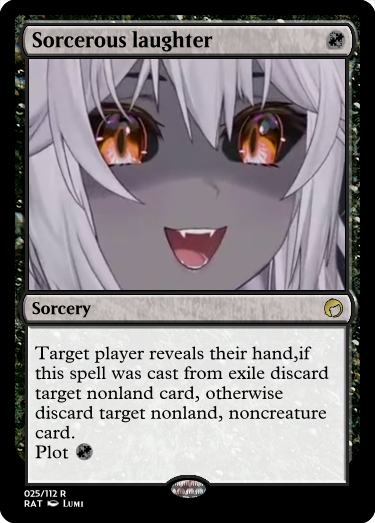 Sorcerous laughter
Sorcery
Target player reveals their hand,if
this spell was cast from exile discard
target nonland card, otherwise
discard target nonland, noncreature
card.
Plot
025/112 R
RAT Lumi